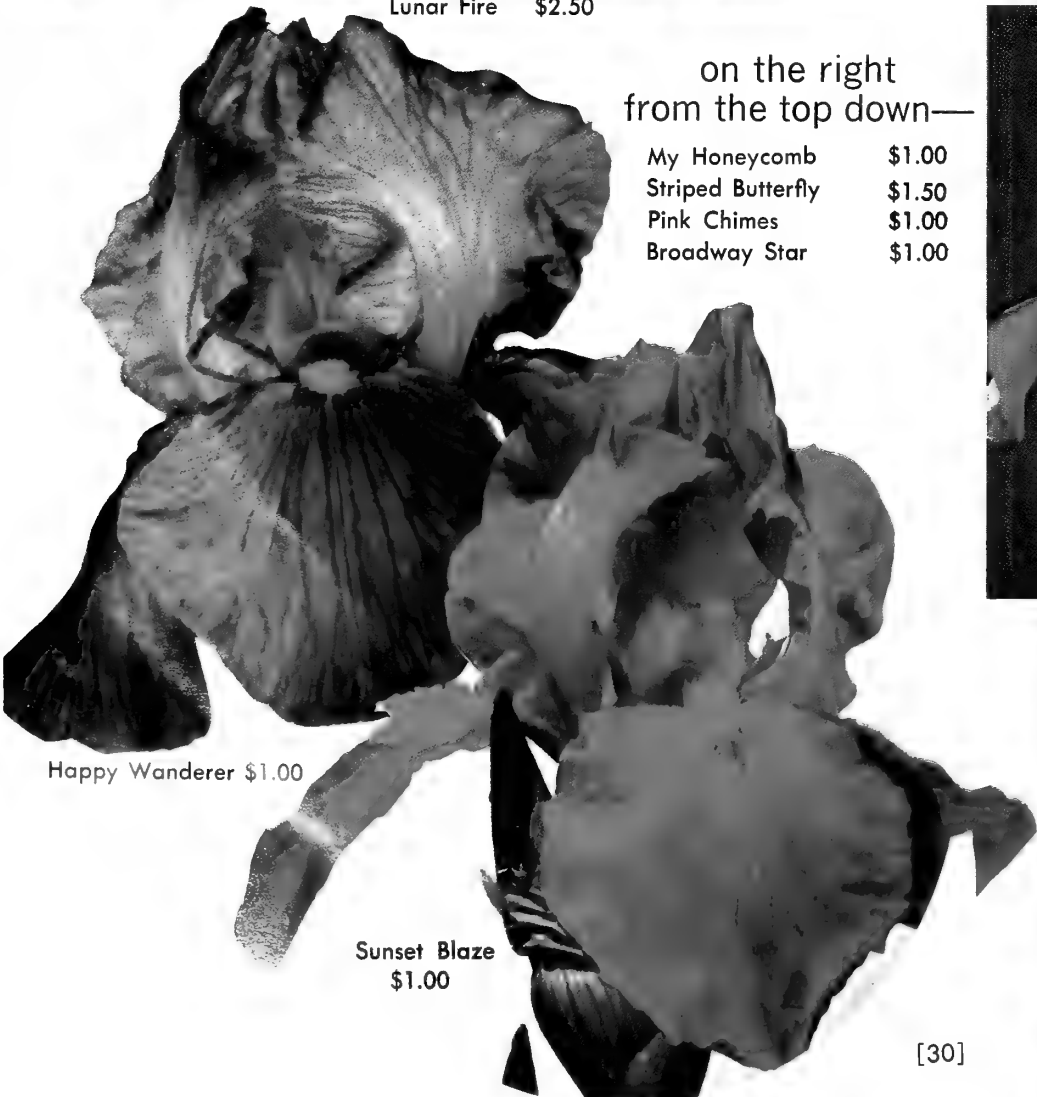 Lunar Fire $2.50
on the right
from the top down—
My Honeycomb $1.00
Striped Butterfly $1.50
Pink Chimes $1.00
Broadway Star $1.00
Happy Wanderer $1.00
Sunset Blaze
$1.00
[30]